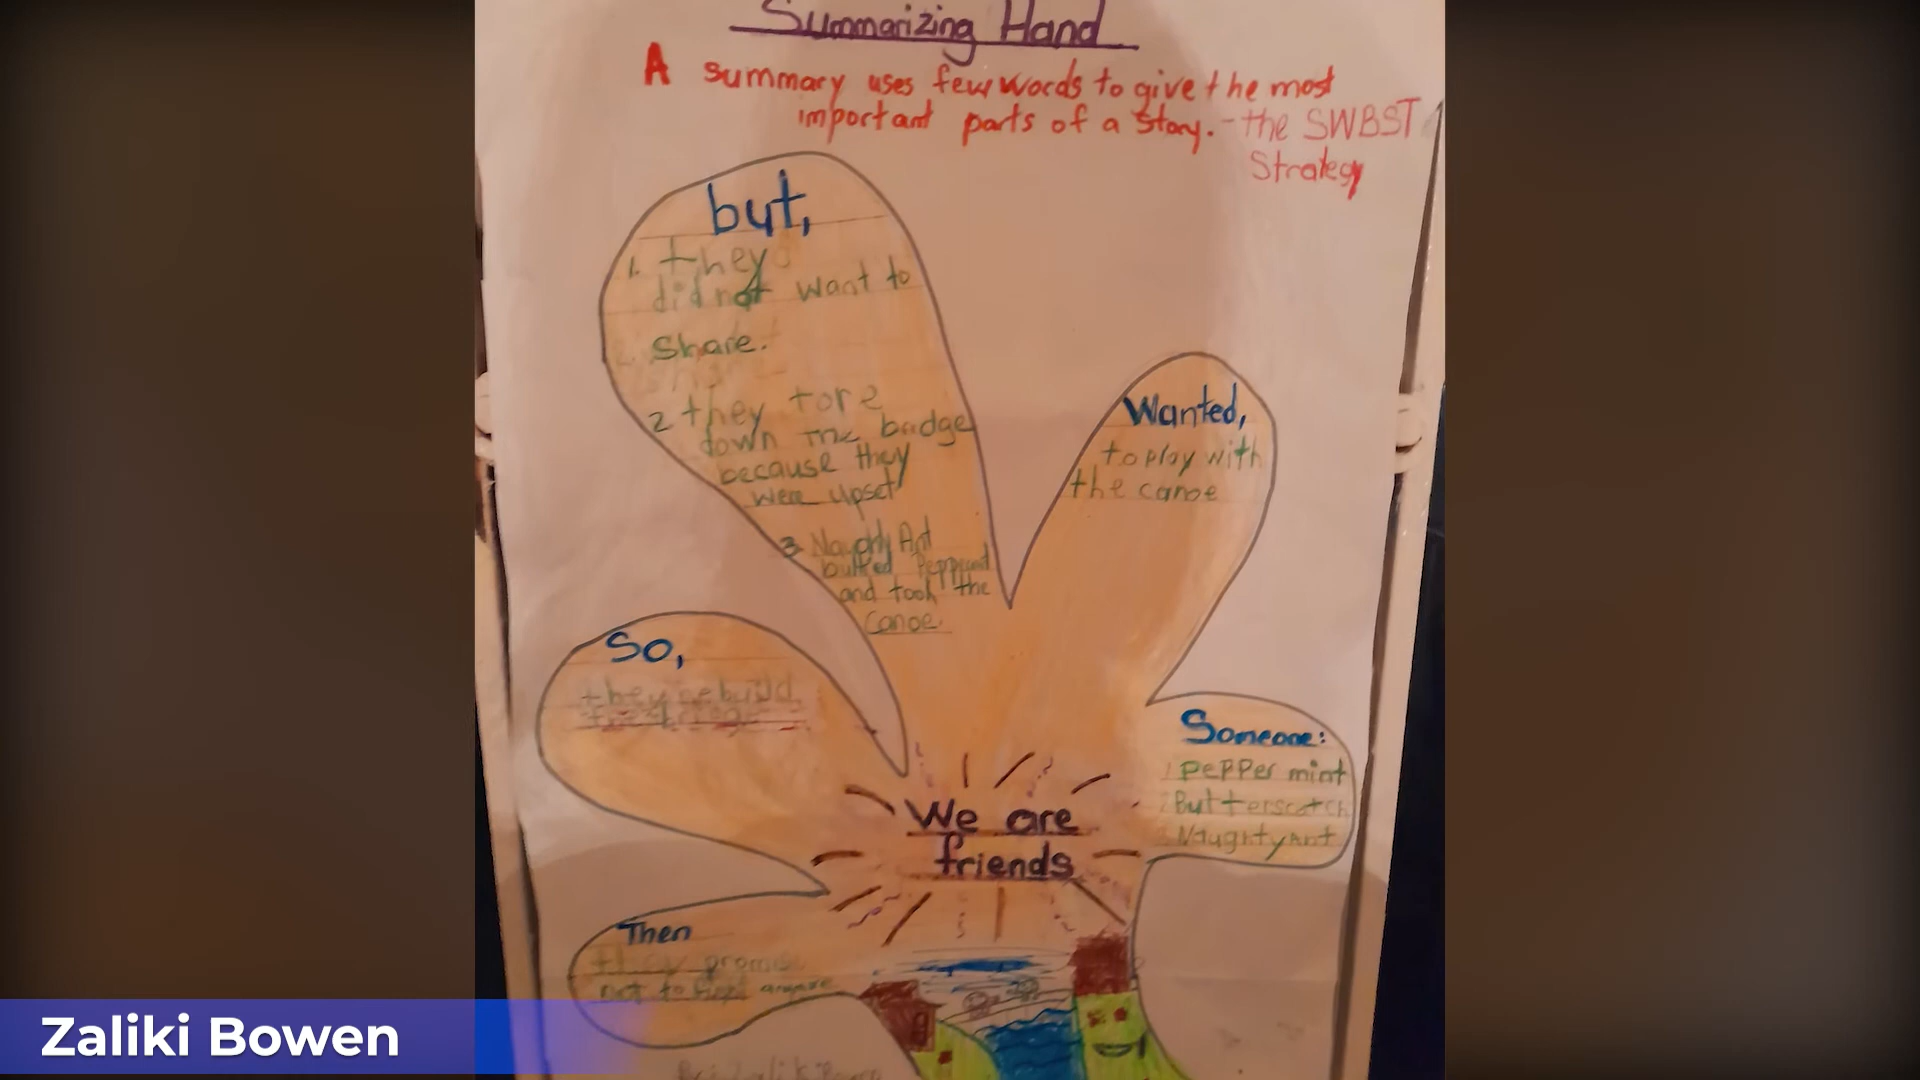 Summarizing Hand
A summary uses few words to give the most
important parts of a story. - the SWBST
Strategy
but,
1. they
did not want to
share.
2 they tore
down the bridge
because they
were upset
3 Naughty Ant
and took the
canoe.
Wanted,
to play with
the canoe
So,
they rebuild
Someone:
1 pepper mint
2 Butterscotch
3 Naughty Ant
We are
friends
Then
they promise
not to fight anymore
Zaliki Bowen